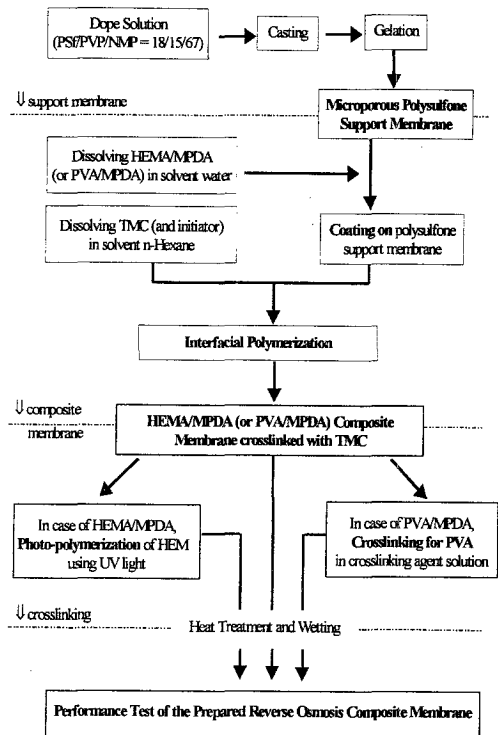 Dope Solution
(PSf/PVP/NMP = 18/15/67)
Casting
Gelation
⇓ support membrane
Microporous Polysulfone
Support Membrane
Dissolving HEMA/MPDA
(or PVA/MPDA) in solvent water
Dissolving TMC (and initiator)
in solvent n-Hexane
Coating on polysulfone
support membrane
Interfacial Polymerization
⇓ composite
membrane
HEMA/MPDA (or PVA/MPDA) Composite
Membrane crosslinked with TMC
In case of HEMA/MPDA,
Photo-polymerization of HEM
using UV light
In case of PVA/MPDA,
Crosslinking for PVA
in crosslinking agent solution
⇓ crosslinking
Heat Treatment and Wetting
Performance Test of the Prepared Reverse Osmosis Composite Membrane